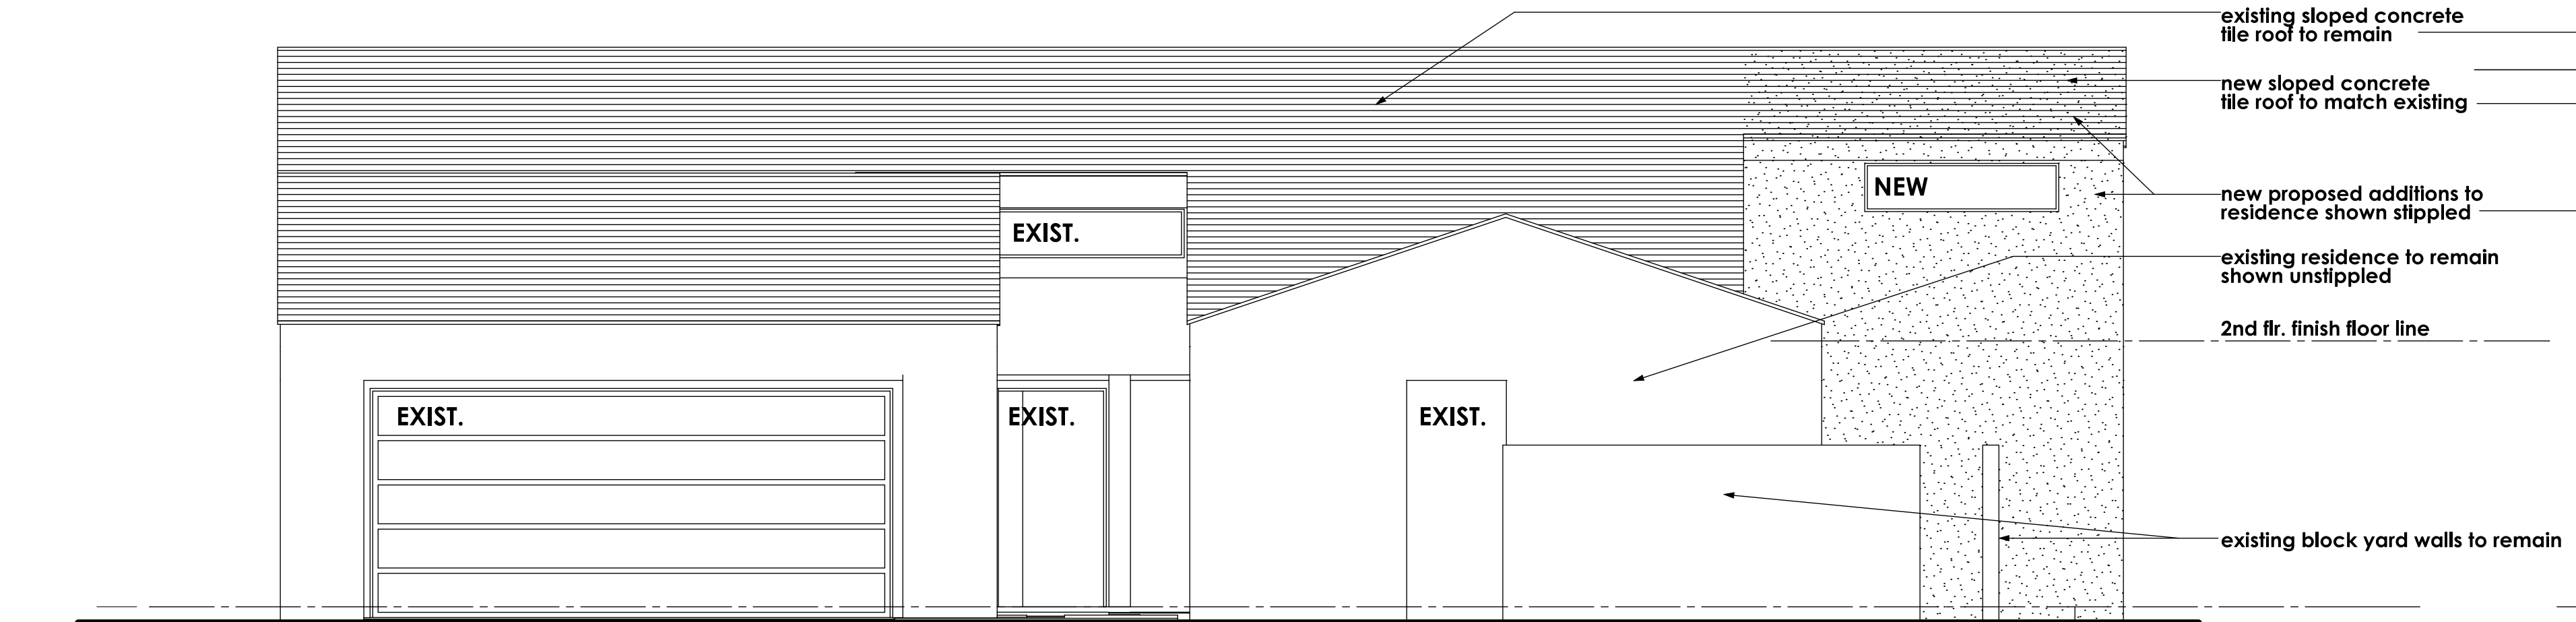 existing sloped concrete
tile roof to remain
new sloped concrete
tile roof to match existing
NEW
new proposed additions to
residence shown stippled
EXIST.
existing residence to remain
shown unstippled
2nd flr. finish floor line
EXIST.
EXIST.
EXIST.
existing block yard walls to remain